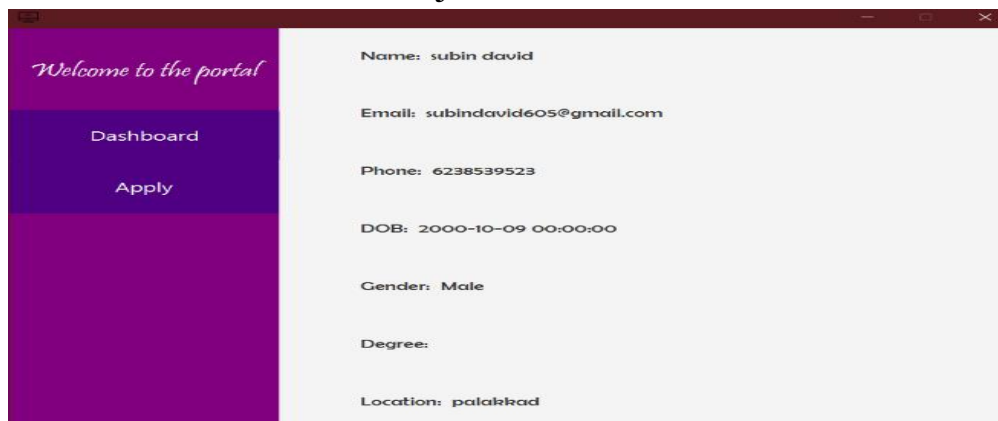 Welcome to the portal
Dashboard
Apply
Name: subin david
Email: subindavid605@gmail.com
Phone: 6238539523
DOB: 2000-10-09 00:00:00
Gender: Male
Degree:
Location: palakkad